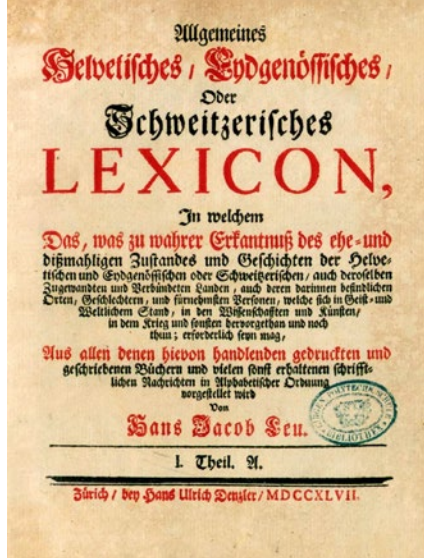 Allgemeines
Helvetisches / Eydgenößisches /
Oder
Schweitzerisches
LEXICON,
In welchem
Das, was zu wahrer Erkantnuß des ehe- und
dißmahligen Zustandes und Geschichten der Helve-
tischen und Eydgenößischen oder Schweitzerischen / auch deroselben
Zugewandten und Verbündeten Landen, auch deren darinnen befindlichen
Orten, Geschlechtern, und fürnehmsten Personen, welche sich in Geist- und
Weltlichem Stand, in den Wissenschafften und Künsten,
in dem Krieg und sonsten hervorgethan und noch
thun; erforderlich seyn mag,
Aus allen denen hievon handlenden gedruckten und
geschriebenen Büchern und vielen sonst erhaltenen schrifft-
lichen Nachrichten in Alphabetischer Ordnung
vorgestellet wird
Von
Hans Jacob Leu.
I. Theil. A.
Zürich / bey Hans Ulrich Denzler / MDCCXLVII.